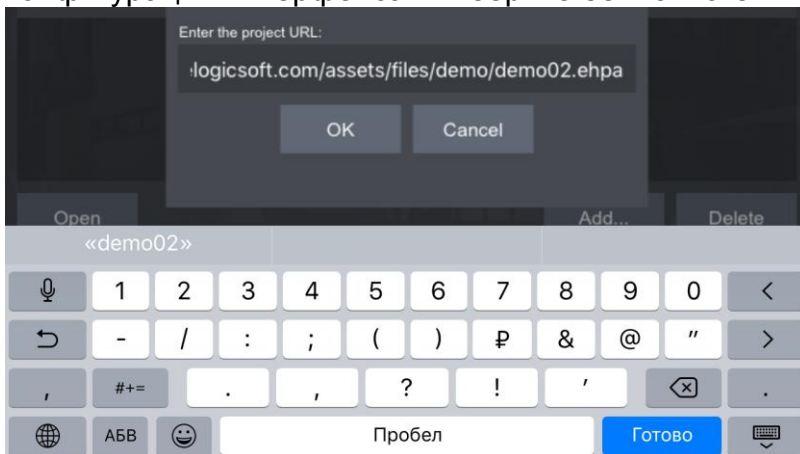 Enter the project URL:
logicsoft.com/assets/files/demo/demo02.ehpa
OK Cancel
Open Add... Delete
«demo02»
1 2 3 4 5 6 7 8 9 0 <
- / : ; ( ) ₽ & @ " >
, #+= . , ? ! ' .
АБВ Пробел Готово